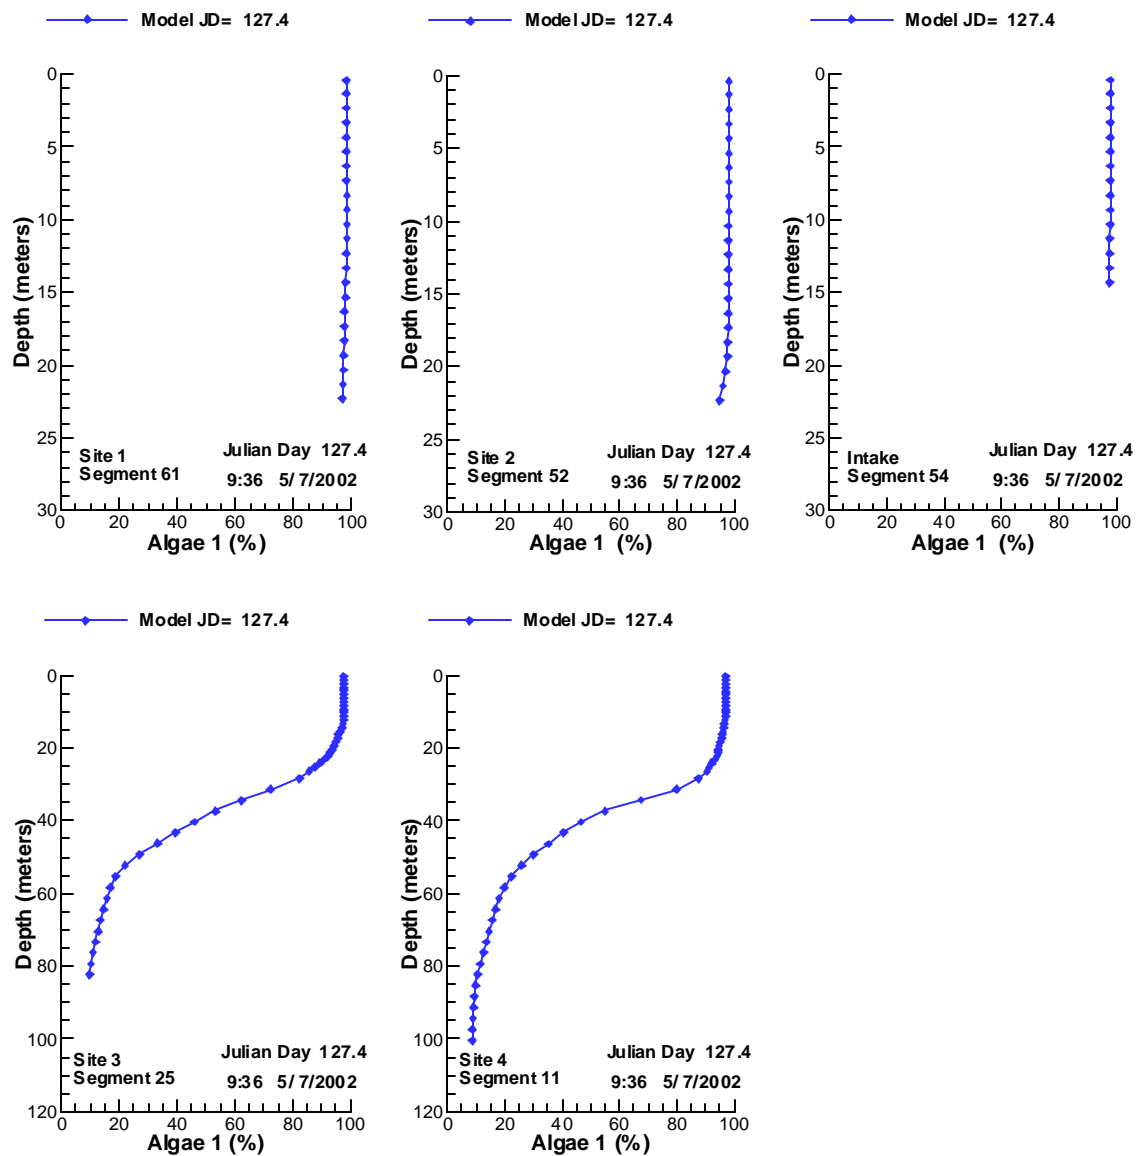 Model JD= 127.4
0
5
10
15
20
25
30
Depth (meters)
Site 1
Segment 61
Julian Day 127.4
9:36 5/ 7/2002
0 20 40 60 80 100
Algae 1 (%)
Model JD= 127.4
0
5
10
15
20
25
30
Depth (meters)
Site 2
Segment 52
Julian Day 127.4
9:36 5/ 7/2002
0 20 40 60 80 100
Algae 1 (%)
Model JD= 127.4
0
5
10
15
20
25
30
Depth (meters)
Intake
Segment 54
Julian Day 127.4
9:36 5/ 7/2002
0 20 40 60 80 100
Algae 1 (%)
Model JD= 127.4
0
20
40
60
80
100
120
Depth (meters)
Site 3
Segment 25
Julian Day 127.4
9:36 5/ 7/2002
0 20 40 60 80 100
Algae 1 (%)
Model JD= 127.4
0
20
40
60
80
100
120
Depth (meters)
Site 4
Segment 11
Julian Day 127.4
9:36 5/ 7/2002
0 20 40 60 80 100
Algae 1 (%)